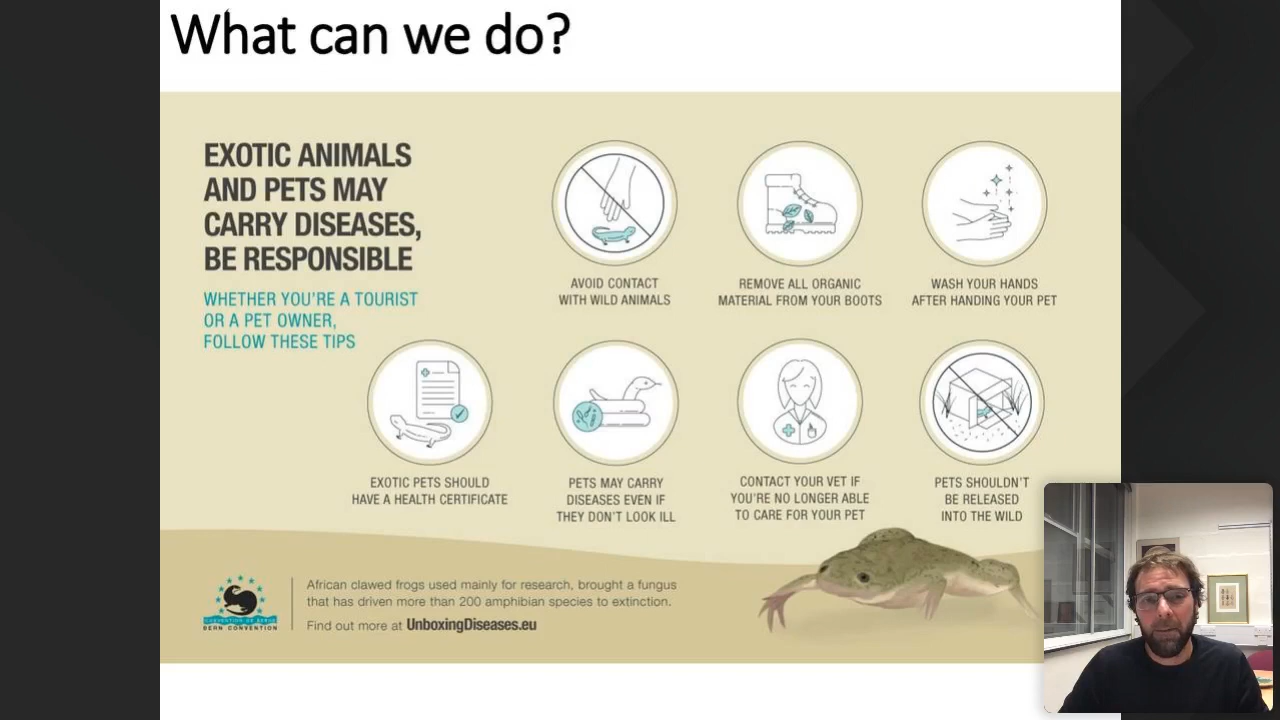 What can we do?
EXOTIC ANIMALS
AND PETS MAY
CARRY DISEASES,
BE RESPONSIBLE
WHETHER YOU'RE A TOURIST
OR A PET OWNER,
FOLLOW THESE TIPS
AVOID CONTACT
WITH WILD ANIMALS
REMOVE ALL ORGANIC
MATERIAL FROM YOUR BOOTS
WASH YOUR HANDS
AFTER HANDING YOUR PET
EXOTIC PETS SHOULD
HAVE A HEALTH CERTIFICATE
PETS MAY CARRY
DISEASES EVEN IF
THEY DON'T LOOK ILL
CONTACT YOUR VET IF
YOU'RE NO LONGER ABLE
TO CARE FOR YOUR PET
PETS SHOULDN'T
BE RELEASED
INTO THE WILD
CONVENTION DE BERNE
BERN CONVENTION
African clawed frogs used mainly for research, brought a fungus
that has driven more than 200 amphibian species to extinction.
Find out more at UnboxingDiseases.eu